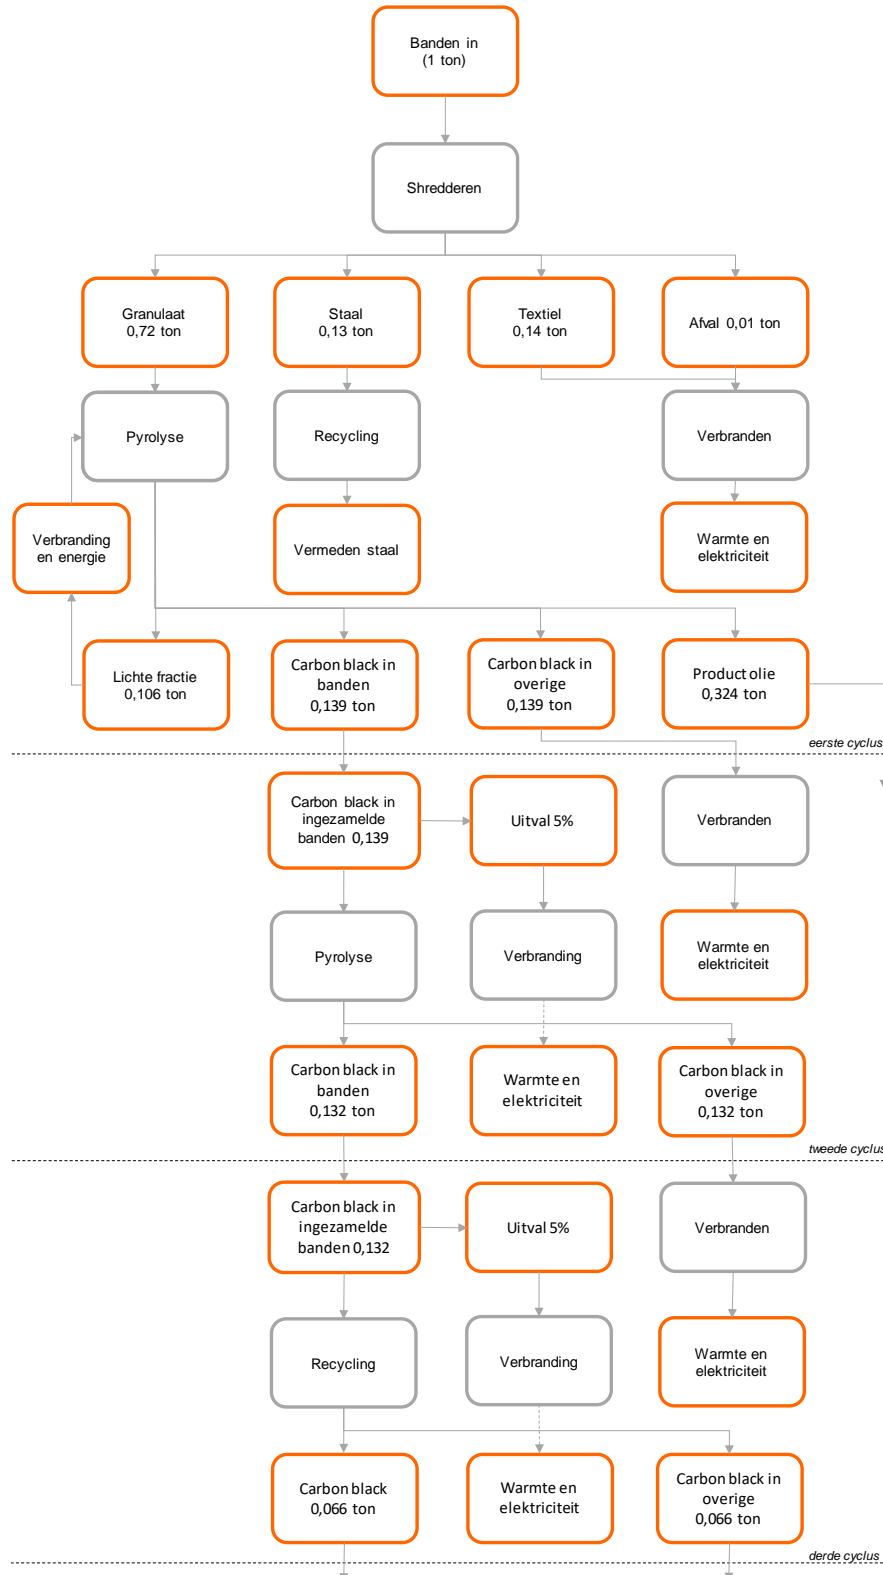 Banden in
(1 ton)
Shredderen
Granulaat
0,72 ton
Staal
0,13 ton
Textiel
0,14 ton
Afval 0,01 ton
Pyrolyse
Recycling
Verbranden
Verbranding
en energie
Vermeden staal
Warmte en
elektriciteit
Lichte fractie
0,106 ton
Carbon black in
banden
0,139 ton
Carbon black in
overige
0,139 ton
Product olie
0,324 ton
eerste cyclus
Carbon black in
ingezamelde
banden 0,139
Uitval 5%
Verbranden
Pyrolyse
Verbranding
Warmte en
elektriciteit
Carbon black in
banden
0,132 ton
Warmte en
elektriciteit
Carbon black in
overige
0,132 ton
tweede cyclus
Carbon black in
ingezamelde
banden 0,132
Uitval 5%
Verbranden
Recycling
Verbranding
Warmte en
elektriciteit
Carbon black
0,066 ton
Warmte en
elektriciteit
Carbon black in
overige
0,066 ton
derde cyclus